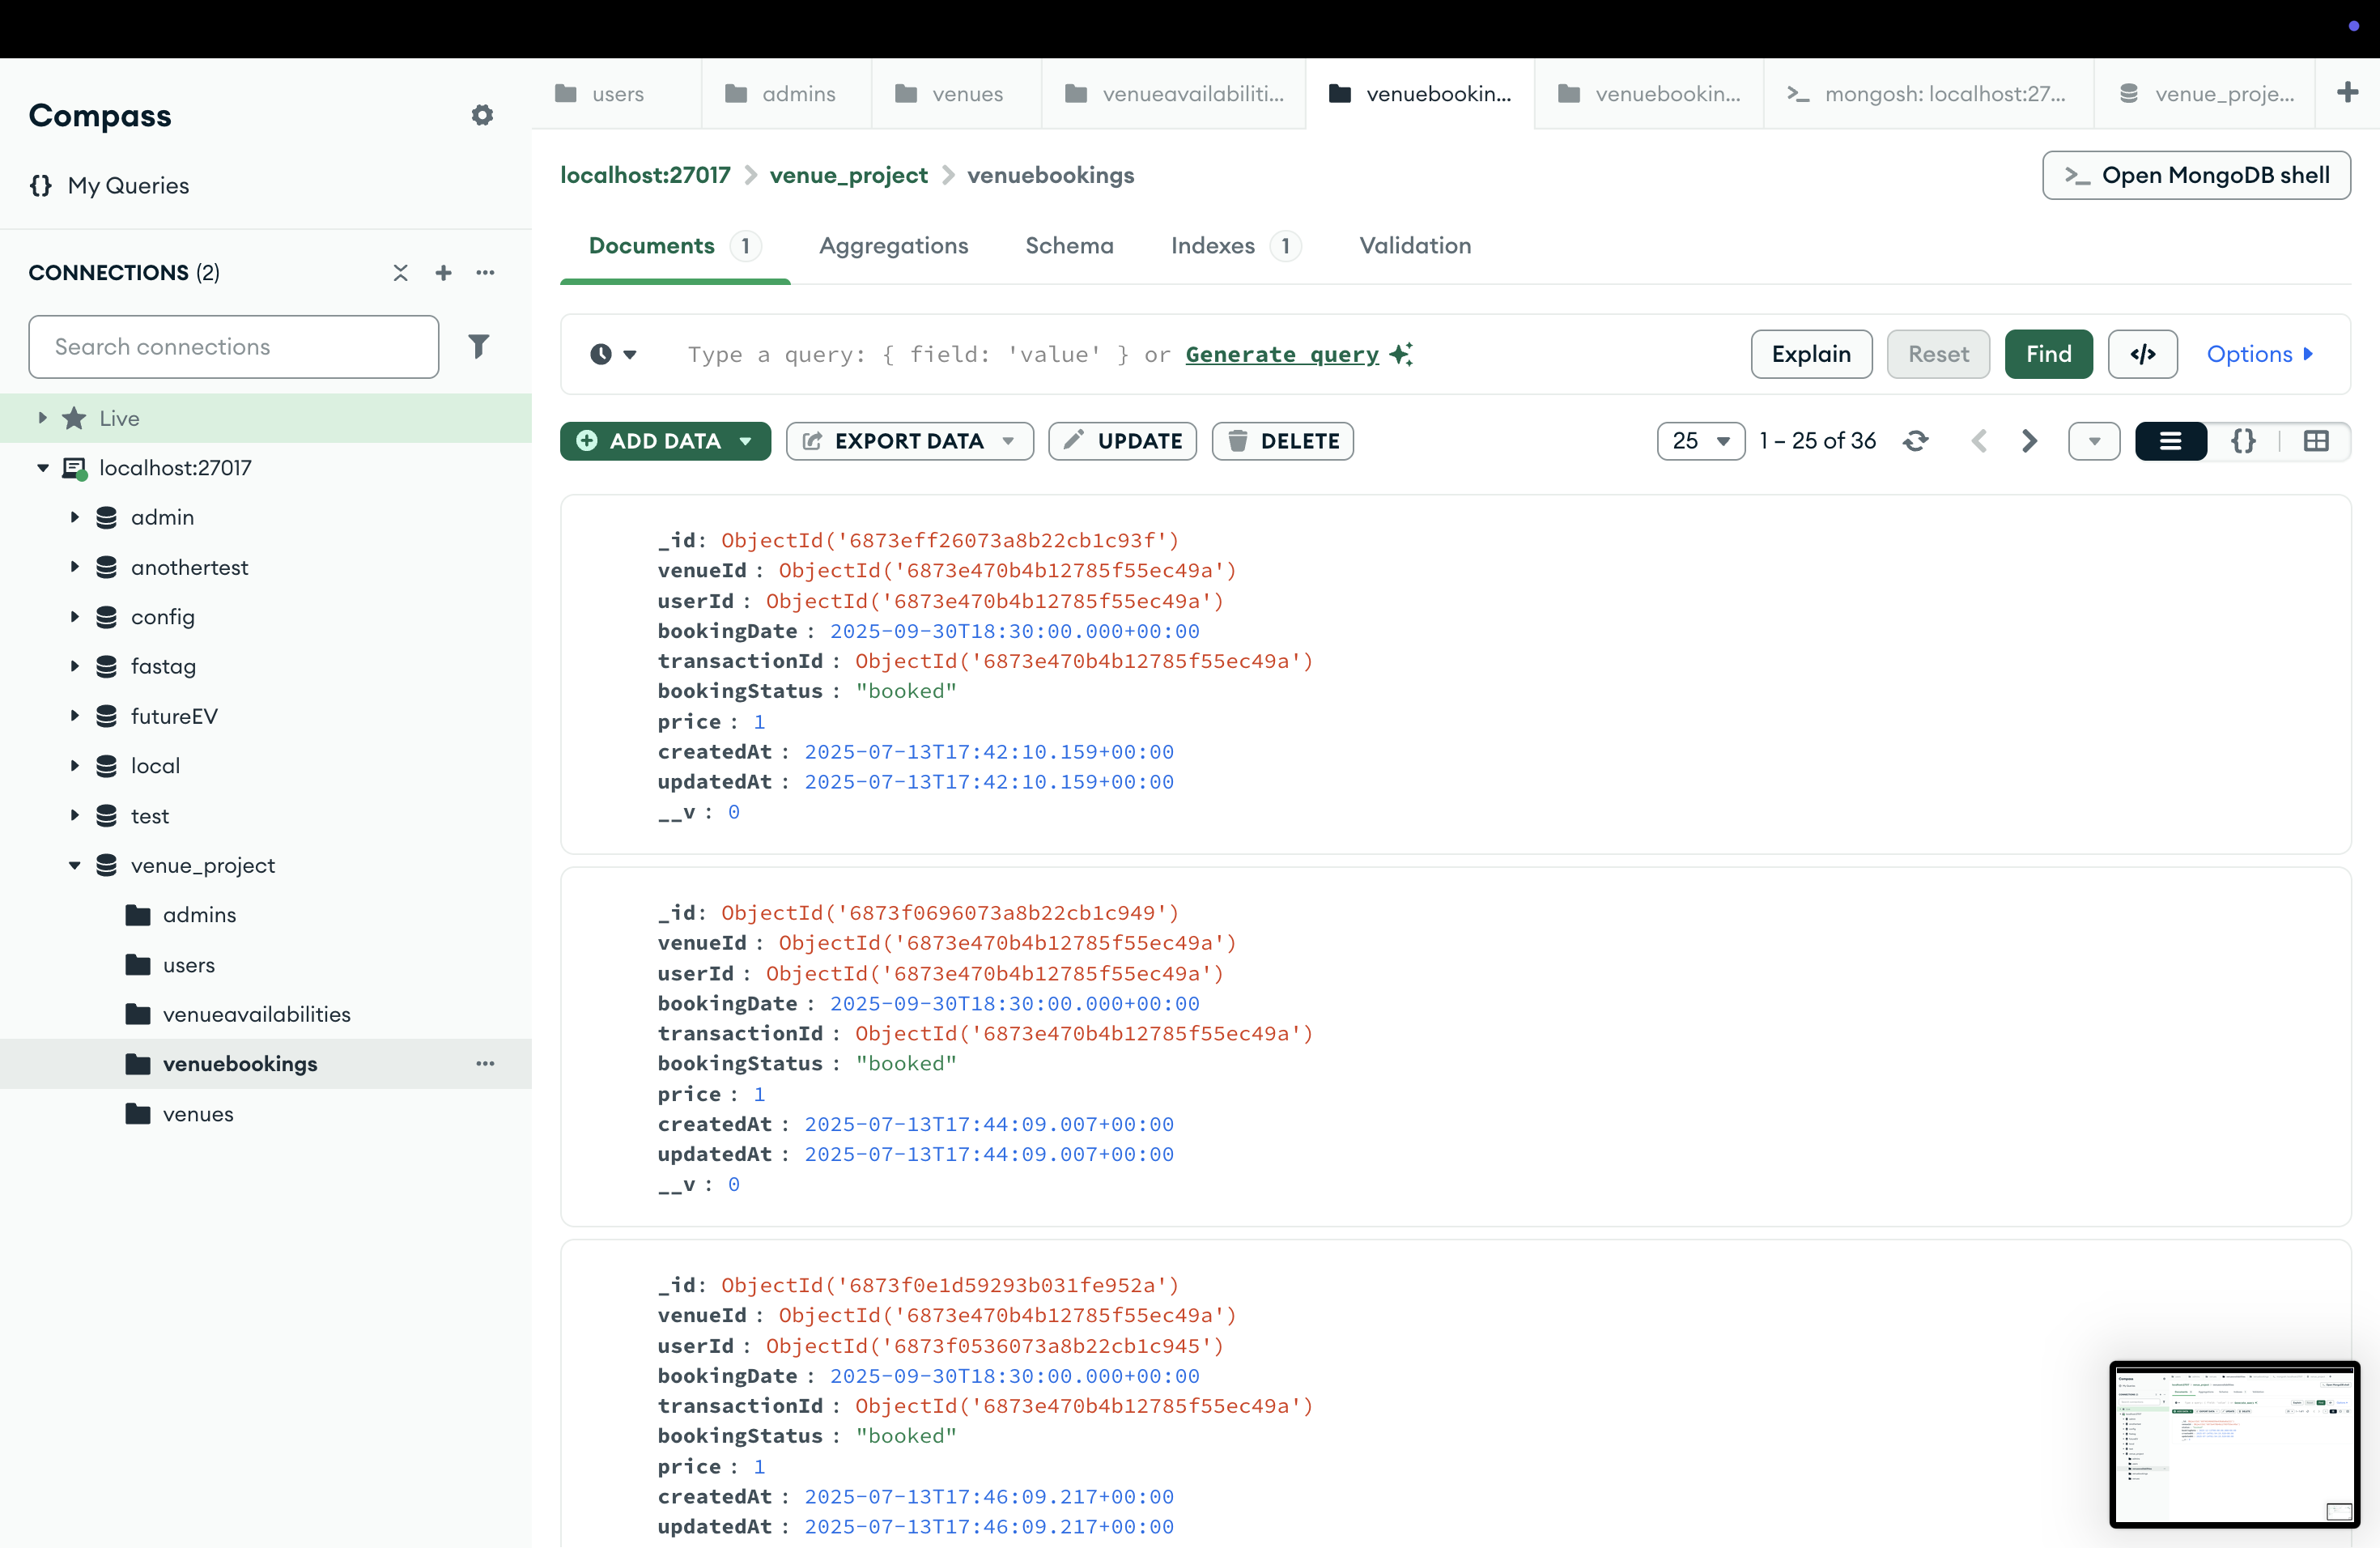 users
admins
venues
venueavailabiliti...
venuebookin...
venuebookin...
mongosh: localhost:27...
venue_proje...
Compass
My Queries
CONNECTIONS (2)
Search connections
Live
localhost:27017
admin
anothertest
config
fastag
futureEV
local
test
venue_project
admins
users
venueavailabilities
venuebookings
venues
localhost:27017 > venue_project > venuebookings
>_ Open MongoDB shell
Documents 1
Aggregations
Schema
Indexes 1
Validation
Type a query: { field: 'value' } or Generate query
Explain
Reset
Find
</>
Options
ADD DATA
EXPORT DATA
UPDATE
DELETE
25
1 – 25 of 36
_id: ObjectId('6873eff26073a8b22cb1c93f')
venueId : ObjectId('6873e470b4b12785f55ec49a')
userId : ObjectId('6873e470b4b12785f55ec49a')
bookingDate : 2025-09-30T18:30:00.000+00:00
transactionId : ObjectId('6873e470b4b12785f55ec49a')
bookingStatus : "booked"
price : 1
createdAt : 2025-07-13T17:42:10.159+00:00
updatedAt : 2025-07-13T17:42:10.159+00:00
__v : 0
_id: ObjectId('6873f0696073a8b22cb1c949')
venueId : ObjectId('6873e470b4b12785f55ec49a')
userId : ObjectId('6873e470b4b12785f55ec49a')
bookingDate : 2025-09-30T18:30:00.000+00:00
transactionId : ObjectId('6873e470b4b12785f55ec49a')
bookingStatus : "booked"
price : 1
createdAt : 2025-07-13T17:44:09.007+00:00
updatedAt : 2025-07-13T17:44:09.007+00:00
__v : 0
_id: ObjectId('6873f0e1d59293b031fe952a')
venueId : ObjectId('6873e470b4b12785f55ec49a')
userId : ObjectId('6873f0536073a8b22cb1c945')
bookingDate : 2025-09-30T18:30:00.000+00:00
transactionId : ObjectId('6873e470b4b12785f55ec49a')
bookingStatus : "booked"
price : 1
createdAt : 2025-07-13T17:46:09.217+00:00
updatedAt : 2025-07-13T17:46:09.217+00:00